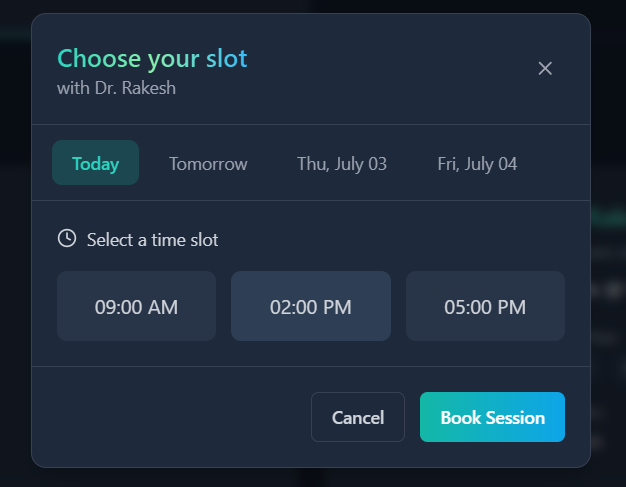 Choose your slot
with Dr. Rakesh
Today Tomorrow Thu, July 03 Fri, July 04
Select a time slot
09:00 AM 02:00 PM 05:00 PM
Cancel Book Session